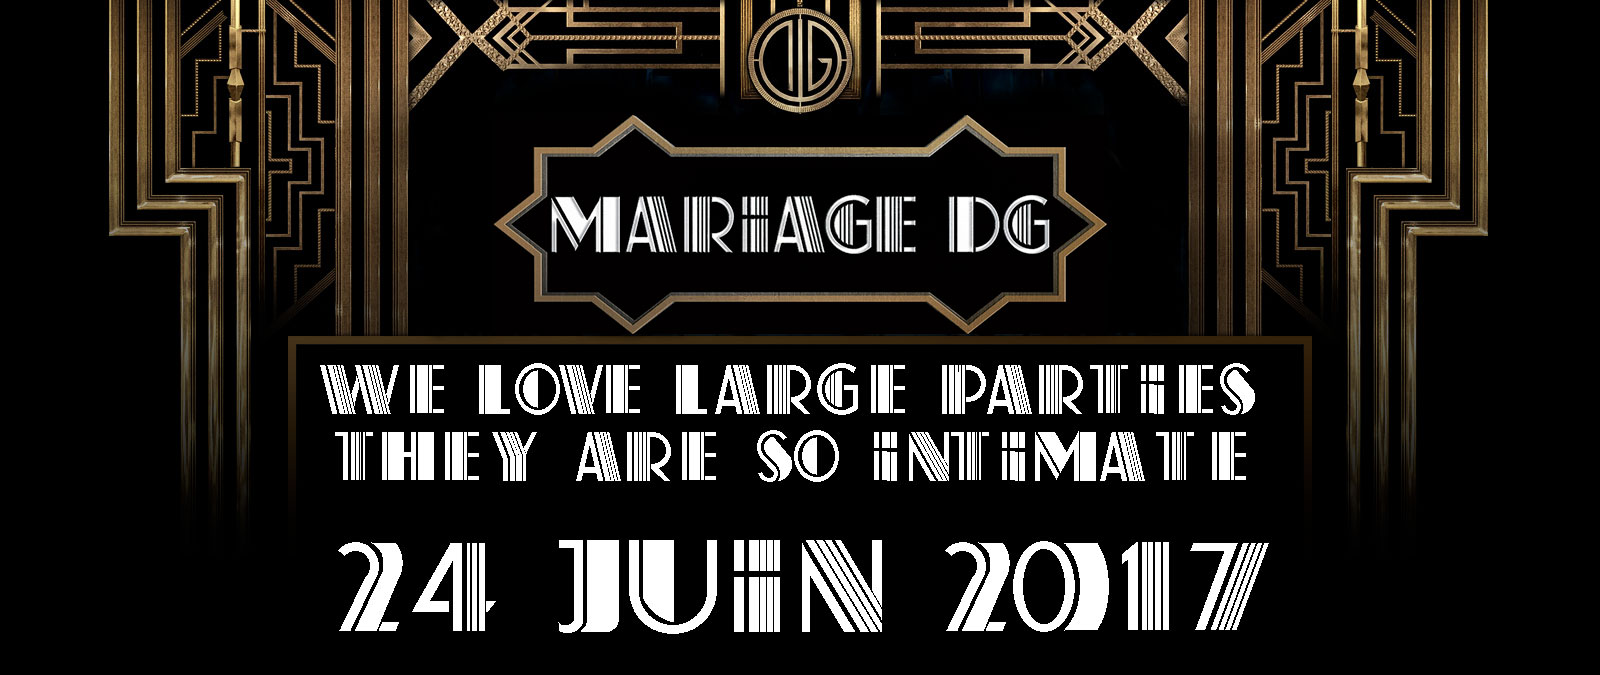 DG
MARIAGE DG
WE LOVE LARGE PARTIES
THEY ARE SO INTIMATE
24 JUIN 2017